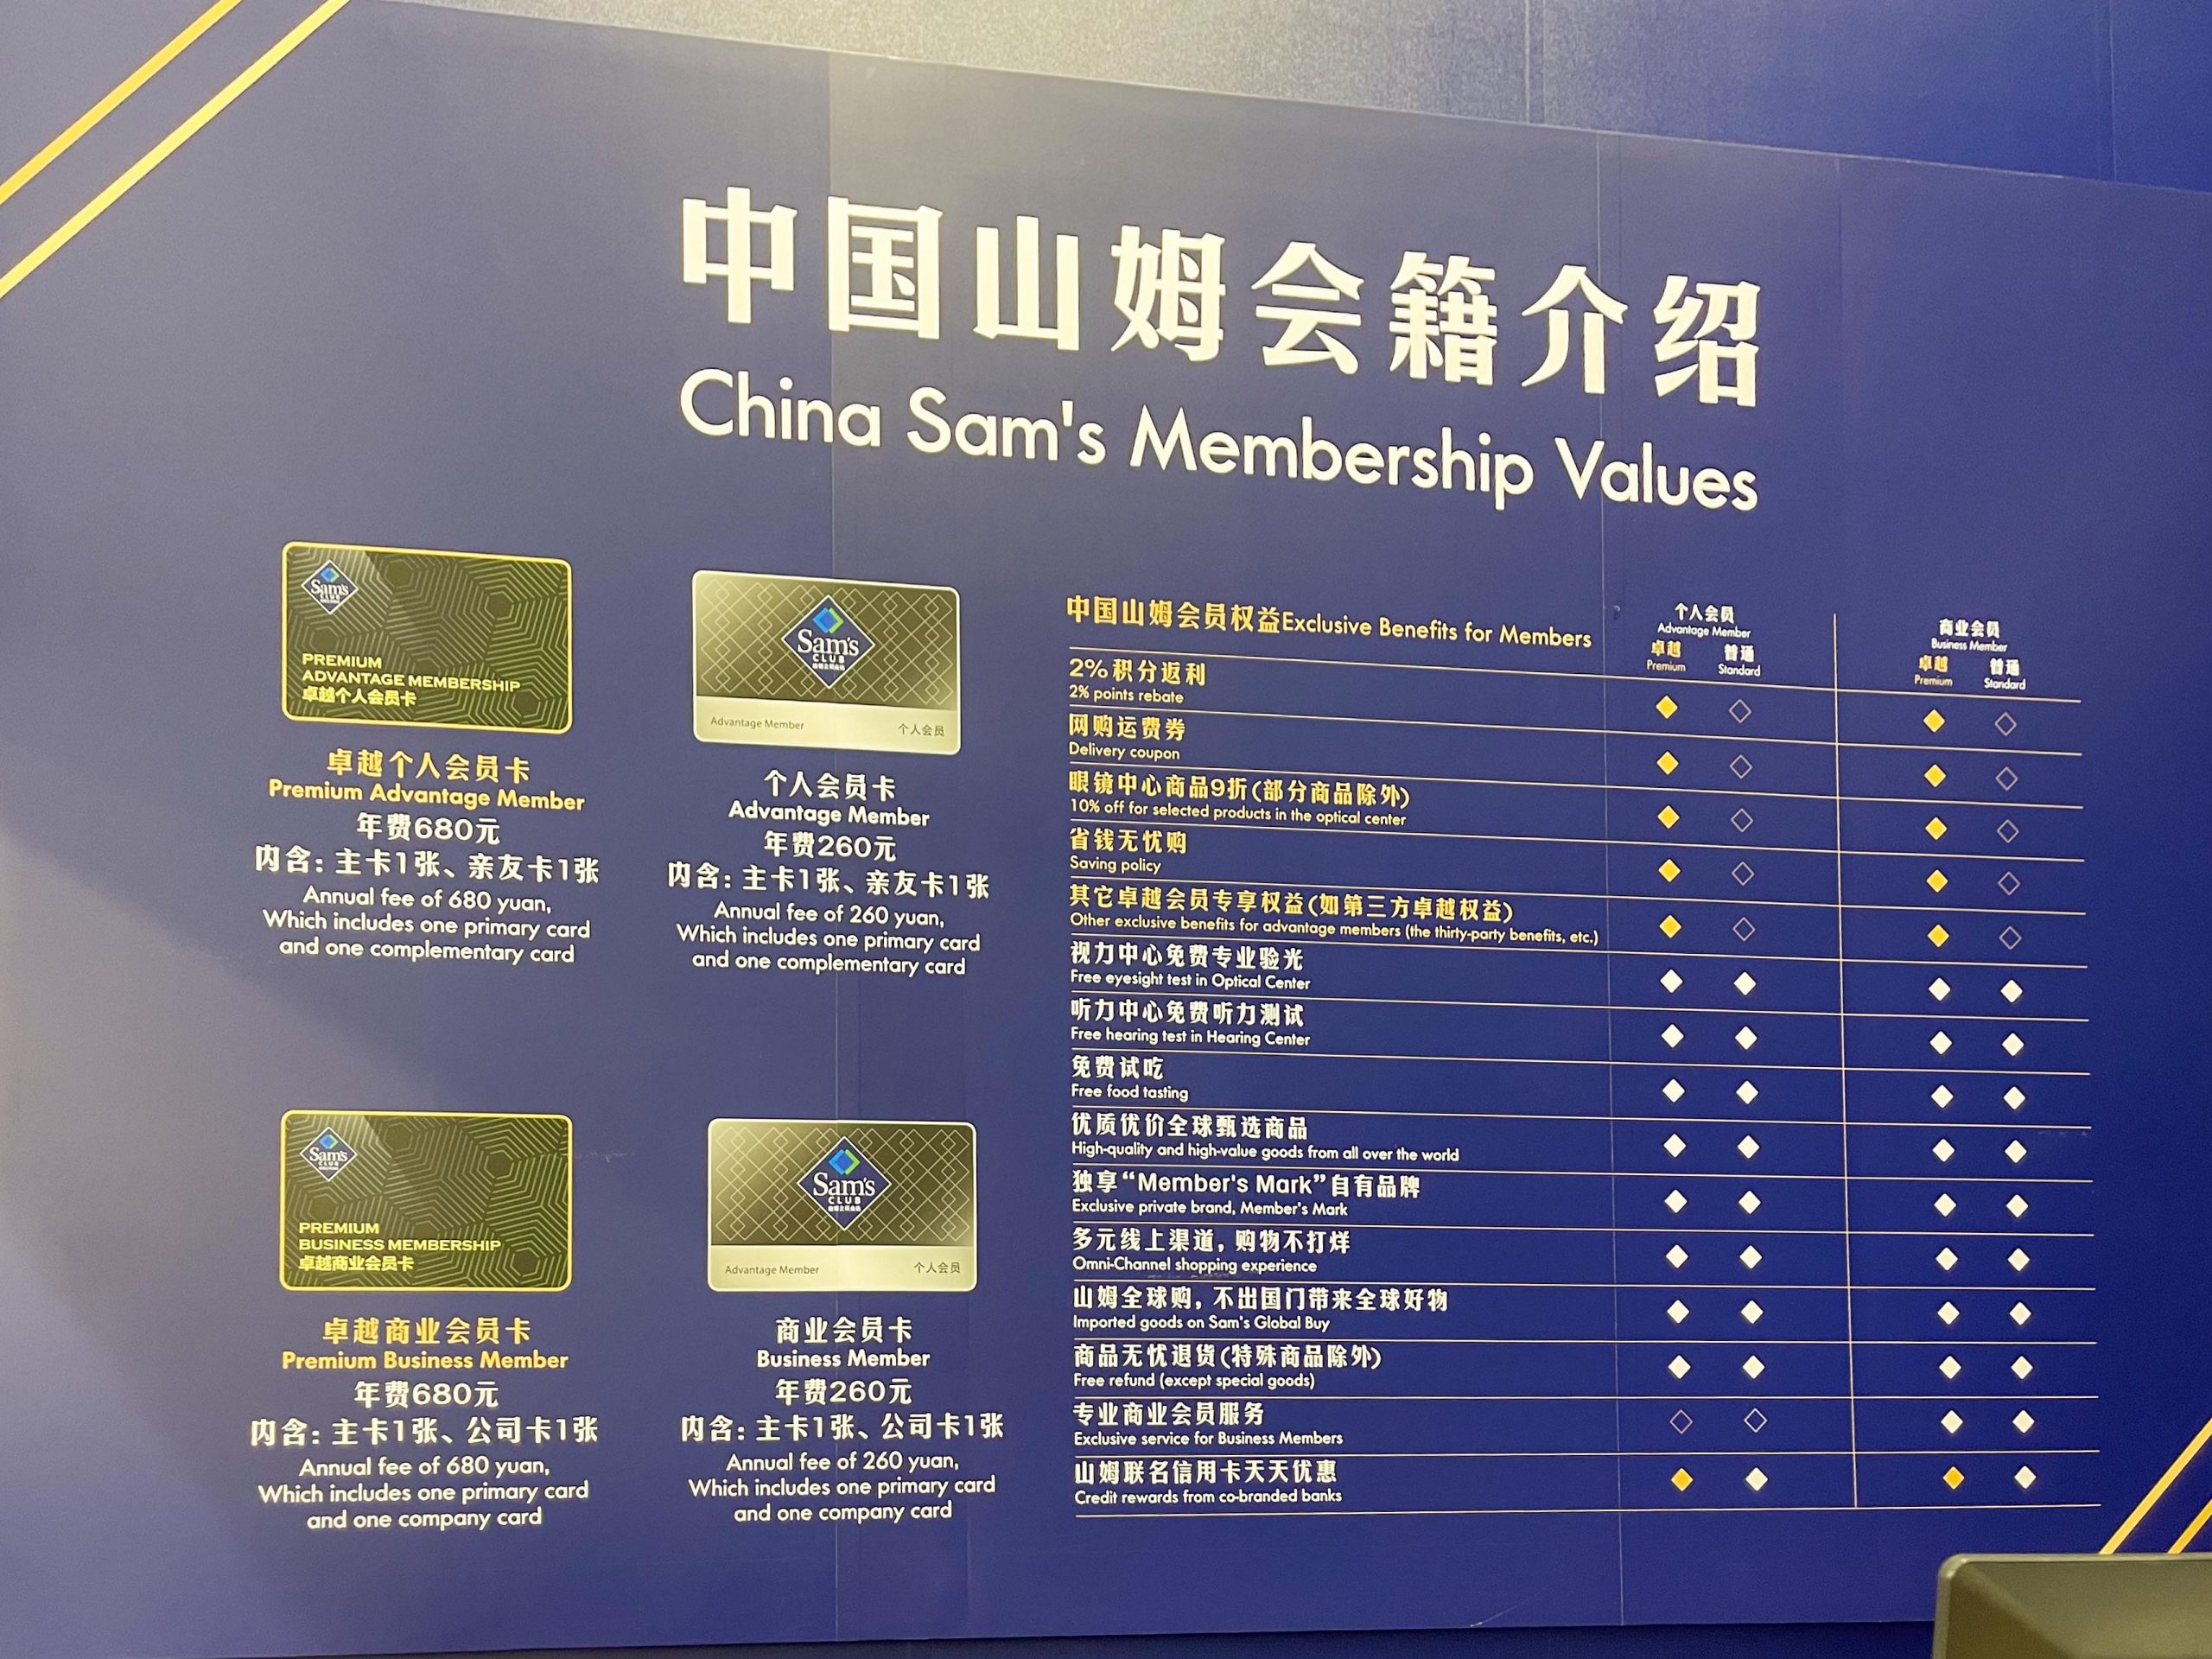 中国山姆会籍介绍
China Sam's Membership Values
Sam's
CLUB
PREMIUM
ADVANTAGE MEMBERSHIP
卓越个人会员卡
卓越个人会员卡
Premium Advantage Member
年费680元
内含：主卡1张、亲友卡1张
Annual fee of 680 yuan,
Which includes one primary card
and one complementary card
Sam's
CLUB
Advantage Member 个人会员
个人会员卡
Advantage Member
年费260元
内含：主卡1张、亲友卡1张
Annual fee of 260 yuan,
Which includes one primary card
and one complementary card
Sam's
CLUB
PREMIUM
BUSINESS MEMBERSHIP
卓越商业会员卡
卓越商业会员卡
Premium Business Member
年费680元
内含：主卡1张、公司卡1张
Annual fee of 680 yuan,
Which includes one primary card
and one company card
Sam's
CLUB
Advantage Member 个人会员
商业会员卡
Business Member
年费260元
内含：主卡1张、公司卡1张
Annual fee of 260 yuan,
Which includes one primary card
and one company card
中国山姆会员权益Exclusive Benefits for Members
个人会员
Advantage Member
卓越 普通
Premium Standard
商业会员
Business Member
卓越 普通
Premium Standard
2%积分返利
2% points rebate
网购运费券
Delivery coupon
眼镜中心商品9折(部分商品除外)
10% off for selected products in the optical center
省钱无忧购
Saving policy
其它卓越会员专享权益(如第三方卓越权益)
Other exclusive benefits for advantage members (the thirty-party benefits, etc.)
视力中心免费专业验光
Free eyesight test in Optical Center
听力中心免费听力测试
Free hearing test in Hearing Center
免费试吃
Free food tasting
优质优价全球甄选商品
High-quality and high-value goods from all over the world
独享“Member's Mark”自有品牌
Exclusive private brand, Member's Mark
多元线上渠道，购物不打烊
Omni-Channel shopping experience
山姆全球购，不出国门带来全球好物
Imported goods on Sam's Global Buy
商品无忧退货(特殊商品除外)
Free refund (except special goods)
专业商业会员服务
Exclusive service for Business Members
山姆联名信用卡天天优惠
Credit rewards from co-branded banks